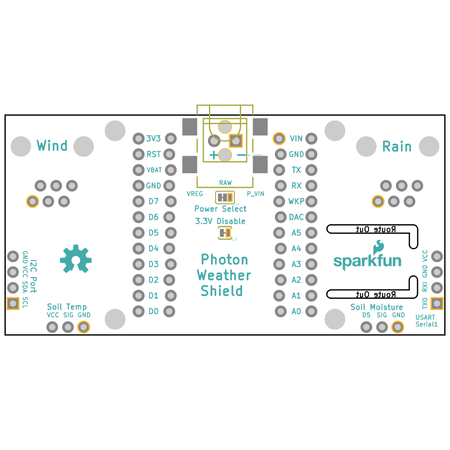 Wind
Rain
3V3
RST
VBAT
GND
D7
D6
D5
D4
D3
D2
D1
D0
VIN
GND
TX
RX
WKP
DAC
A5
A4
A3
A2
A1
A0
+ −
RAW
VREG P_VIN
Power Select
3.3V Disable
Photon
Weather
Shield
Route Out
sparkfun
Route Out
I2C Port
GND
VCC
SDA
SCL
Soil Temp
VCC SIG GND
Soil Moisture
D5 SIG GND
VCC
GND
RXI
TXO
USART
Serial1